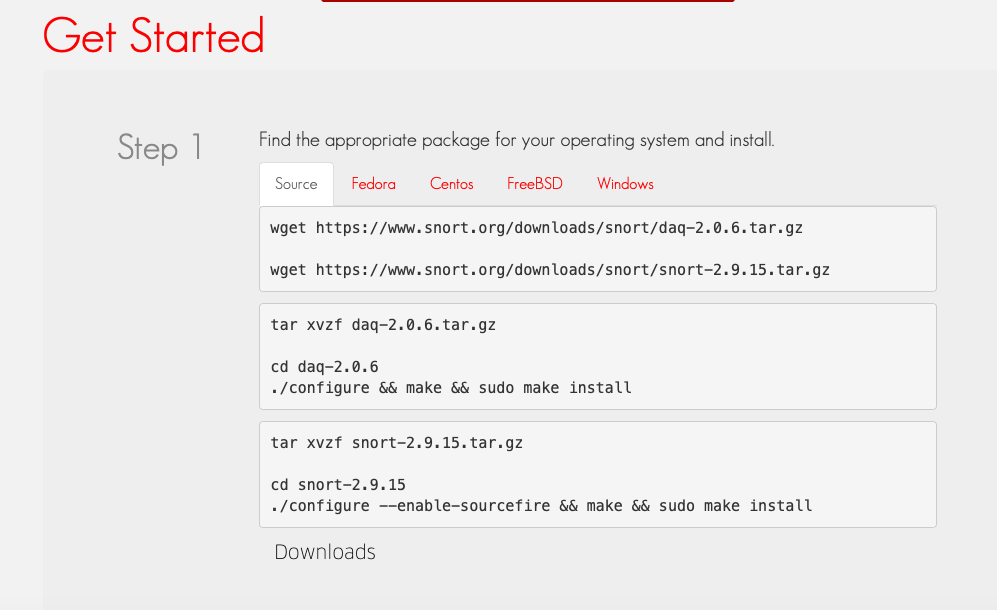 Get Started
Step 1
Find the appropriate package for your operating system and install.
Source Fedora Centos FreeBSD Windows
wget https://www.snort.org/downloads/snort/daq-2.0.6.tar.gz
wget https://www.snort.org/downloads/snort/snort-2.9.15.tar.gz
tar xvzf daq-2.0.6.tar.gz
cd daq-2.0.6
./configure && make && sudo make install
tar xvzf snort-2.9.15.tar.gz
cd snort-2.9.15
./configure --enable-sourcefire && make && sudo make install
Downloads